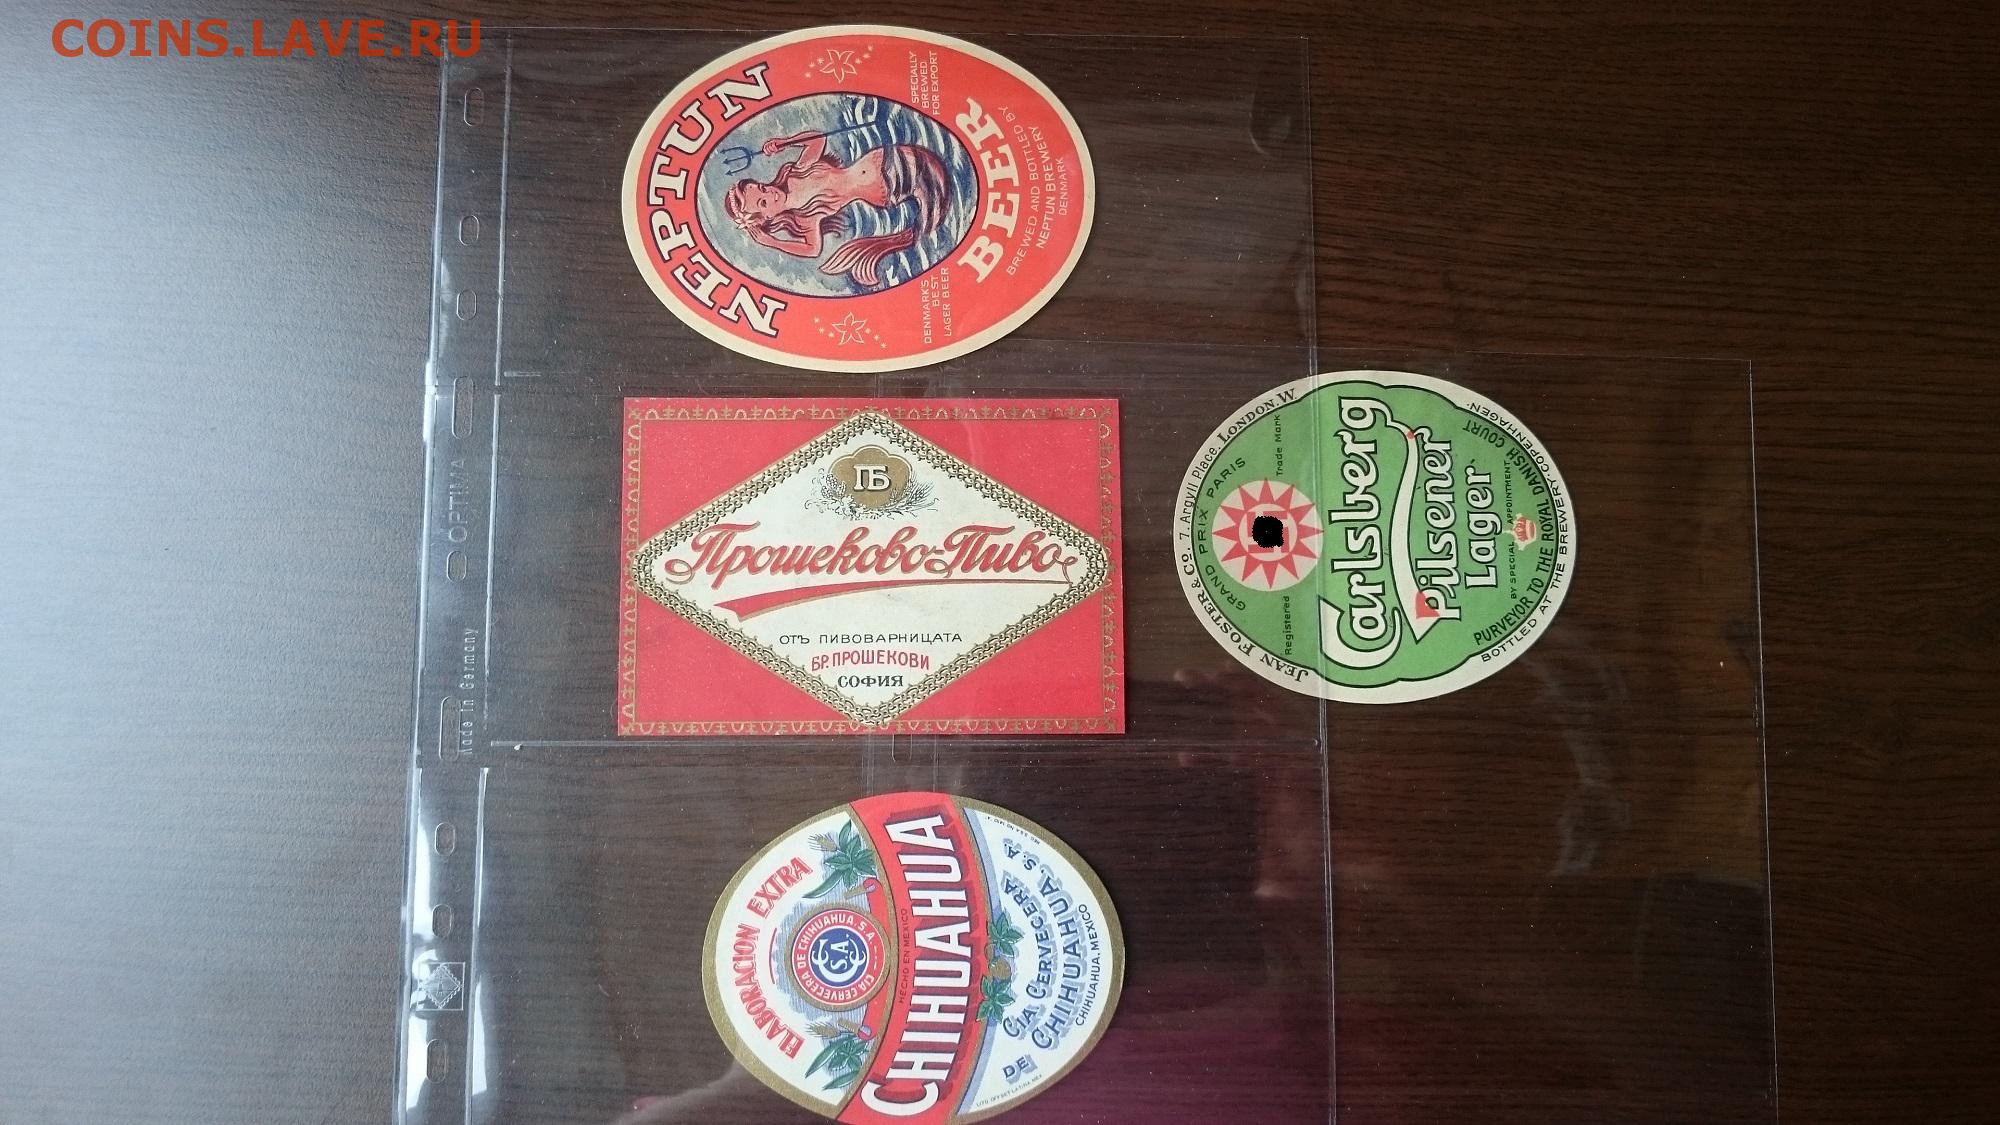 COINS.LAVE.RU
NEPTUN
SPECIALLY
BREWED
FOR EXPORT
DENMARK'S
BEST
LAGER BEER
BEER
BREWED AND BOTTLED BY
NEPTUN BREWERY
DENMARK
OPTIMA
Made in Germany
ПБ
Прошеково-Пиво
ОТЪ ПИВОВАРНИЦАТА
БР. ПРОШЕКОВИ
СОФИЯ
JEAN FOSTER & Co. 7. Argyll Place. LONDON. W.
GRAND PRIX PARIS
Registered Trade Mark
Carlsberg
Pilsener
Lager
BY SPECIAL APPOINTMENT
PURVEYOR TO THE ROYAL DANISH COURT
BOTTLED AT THE BREWERY-COPENHAGEN.
ELABORACION EXTRA
CIA. CERVECERA DE CHIHUAHUA. S. A.
CCC
S.A.
HECHO EN MEXICO
CHIHUAHUA
CIA. CERVECERA
DE CHIHUAHUA, S. A.
CHIHUAHUA. MEXICO